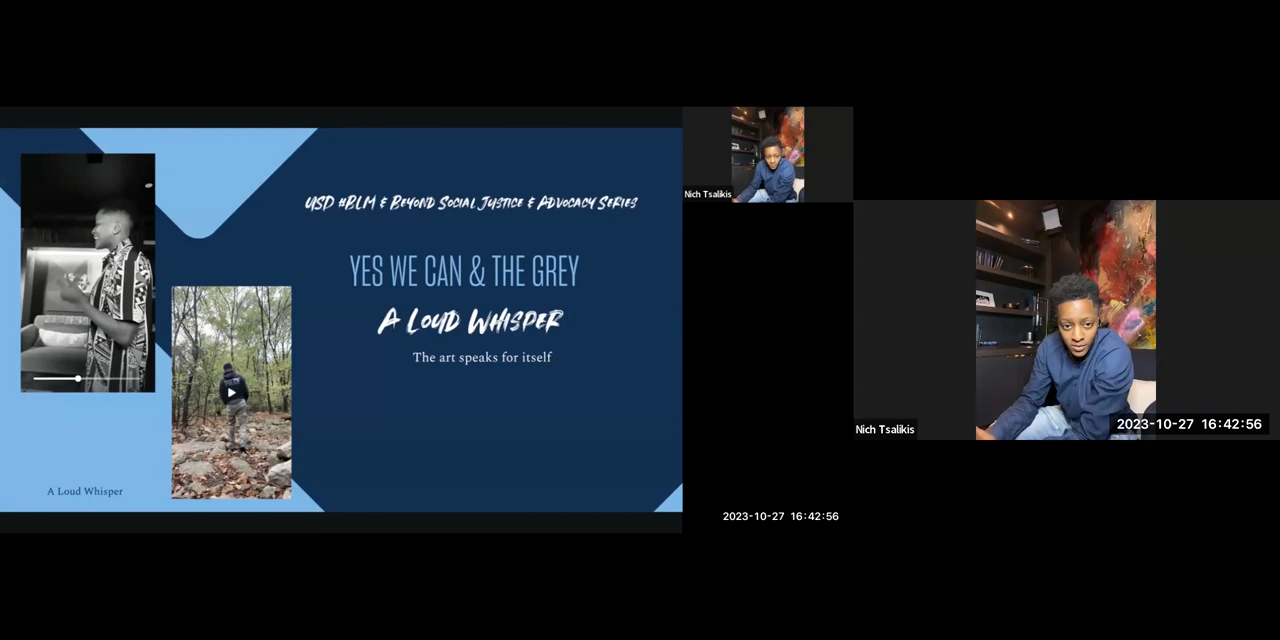 USD #BLM & Beyond Social Justice & Advocacy Series
YES WE CAN & THE GREY
A Loud Whisper
The art speaks for itself
A Loud Whisper
Nich Tsalikis
2023-10-27 16:42:56
Nich Tsalikis
2023-10-27 16:42:56